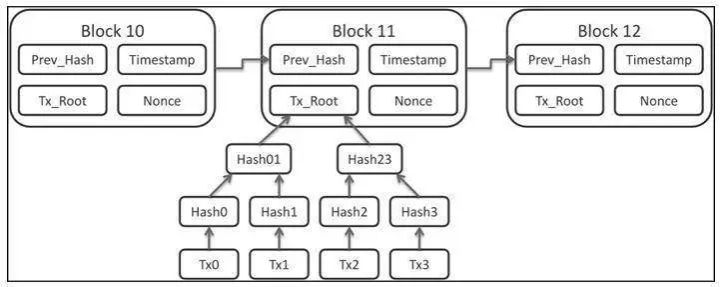 Block 10 Block 11 Block 12
Prev_Hash Timestamp Prev_Hash Timestamp Prev_Hash Timestamp
Tx_Root Nonce Tx_Root Nonce Tx_Root Nonce
Hash01 Hash23
Hash0 Hash1 Hash2 Hash3
Tx0 Tx1 Tx2 Tx3